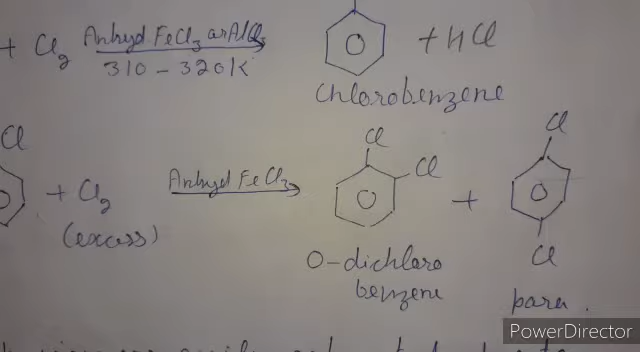 + Cl2 Anhyd FeCl3 or AlCl3 + HCl
310 - 320K
Chlorobenzene
Cl Cl Cl
Cl
+ Cl2 Anhyd FeCl3 +
(excess)
Cl
O-dichloro
benzene para.
PowerDirector